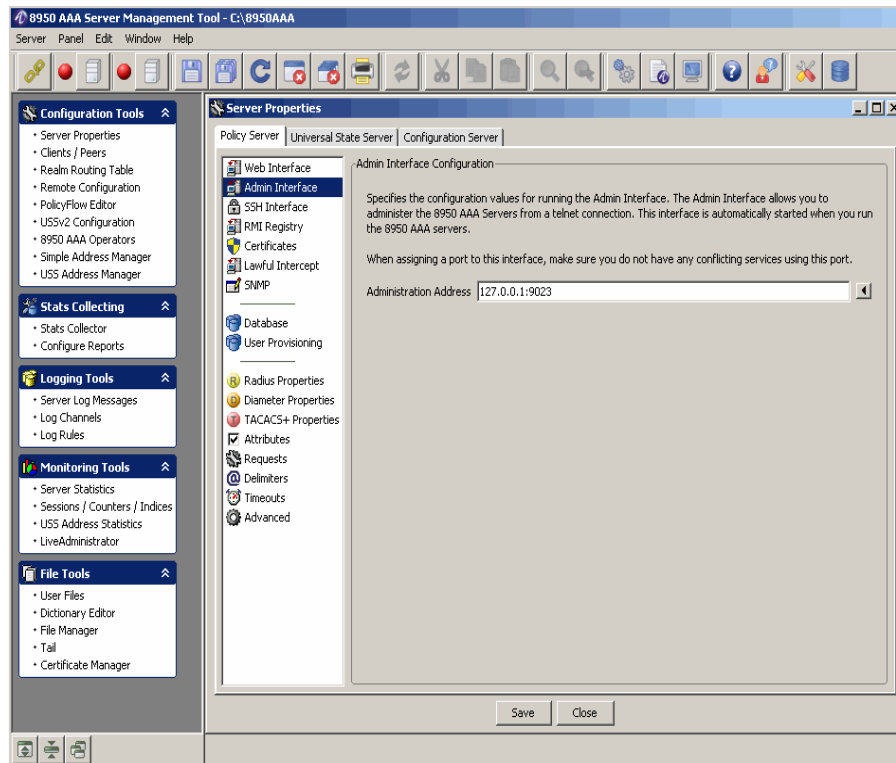 8950 AAA Server Management Tool - C:\8950AAA
Server Panel Edit Window Help
Configuration Tools
Server Properties
Clients / Peers
Realm Routing Table
Remote Configuration
PolicyFlow Editor
USSv2 Configuration
8950 AAA Operators
Simple Address Manager
USS Address Manager
Stats Collecting
Stats Collector
Configure Reports
Logging Tools
Server Log Messages
Log Channels
Log Rules
Monitoring Tools
Server Statistics
Sessions / Counters / Indices
USS Address Statistics
LiveAdministrator
File Tools
User Files
Dictionary Editor
File Manager
Tail
Certificate Manager
Server Properties
Policy Server Universal State Server Configuration Server
Web Interface
Admin Interface
SSH Interface
RMI Registry
Certificates
Lawful Intercept
SNMP
Database
User Provisioning
R Radius Properties
D Diameter Properties
T TACACS+ Properties
Attributes
Requests
@ Delimiters
Timeouts
Advanced
Admin Interface Configuration
Specifies the configuration values for running the Admin Interface. The Admin Interface allows you to
administer the 8950 AAA Servers from a telnet connection. This interface is automatically started when you run
the 8950 AAA servers.
When assigning a port to this interface, make sure you do not have any conflicting services using this port.
Administration Address 127.0.0.1:9023
Save Close